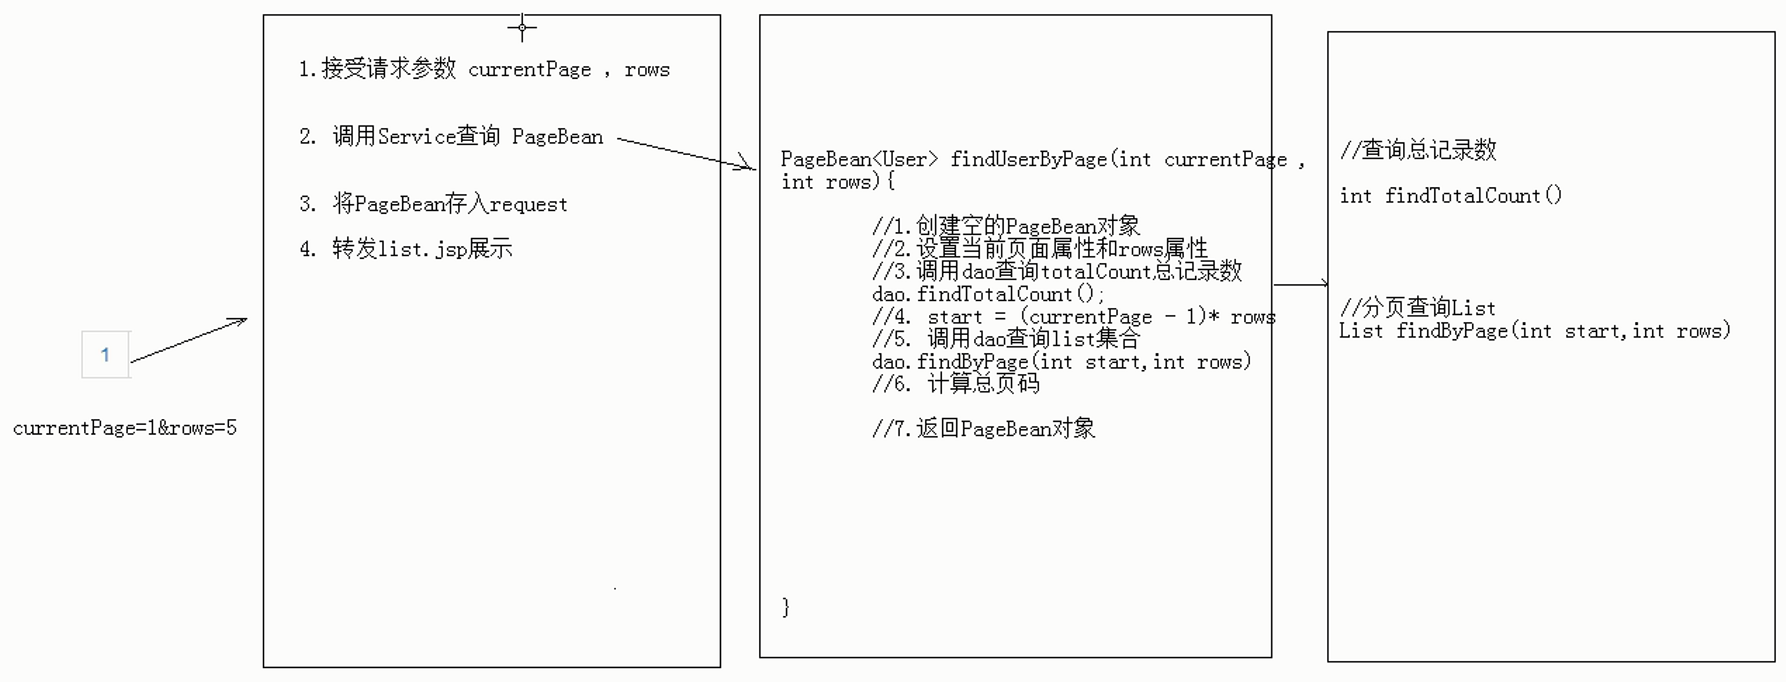 1.接受请求参数 currentPage , rows
2. 调用Service查询 PageBean
3. 将PageBean存入request
4. 转发list.jsp展示
1
currentPage=1&rows=5
PageBean<User> findUserByPage(int currentPage ,
int rows){
//1.创建空的PageBean对象
//2.设置当前页面属性和rows属性
//3.调用dao查询totalCount总记录数
dao.findTotalCount();
//4. start = (currentPage - 1)* rows
//5. 调用dao查询list集合
dao.findByPage(int start,int rows)
//6. 计算总页码
//7.返回PageBean对象
}
//查询总记录数
int findTotalCount()
//分页查询List
List findByPage(int start,int rows)